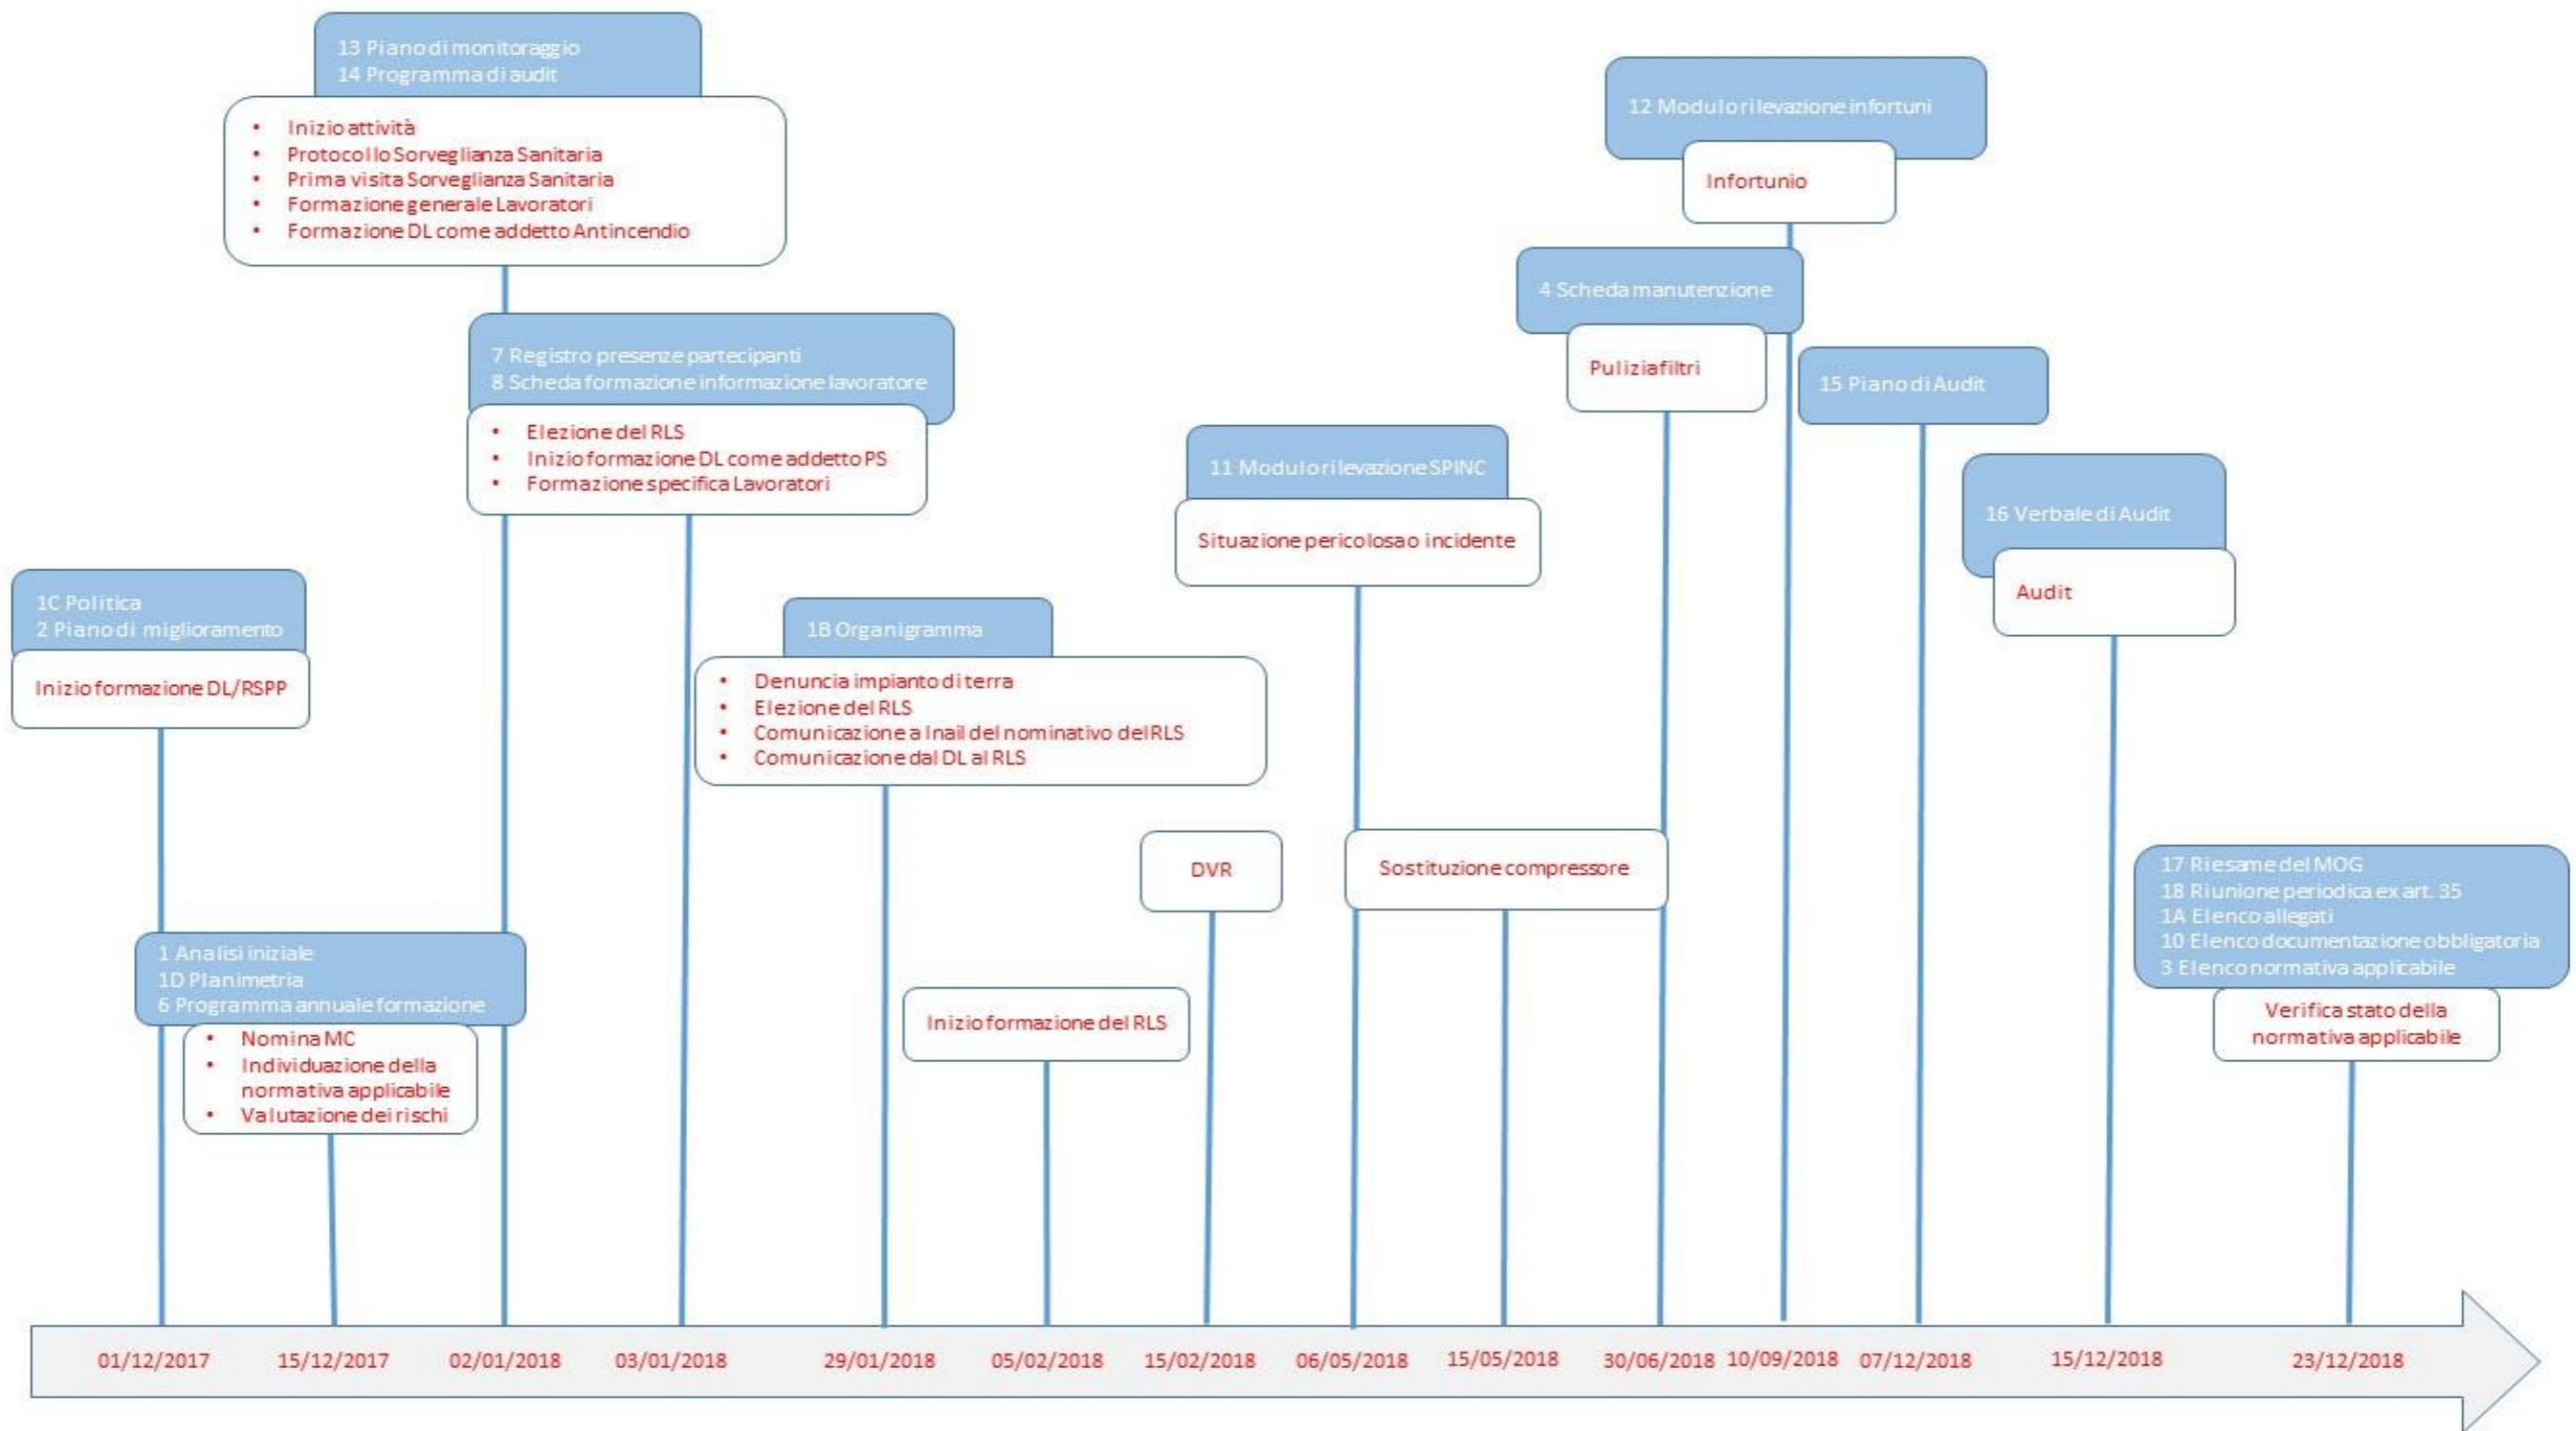 13 Piano di monitoraggio
14 Programma di audit
• Inizio attività
• Protocollo Sorveglianza Sanitaria
• Prima visita Sorveglianza Sanitaria
• Formazione generale Lavoratori
• Formazione DL come addetto Antincendio
7 Registro presenze partecipanti
8 Scheda formazione informazione lavoratore
• Elezione del RLS
• Inizio formazione DL come addetto PS
• Formazione specifica Lavoratori
1C Politica
2 Piano di miglioramento
Inizio formazione DL/RSPP
1 Analisi iniziale
1D Planimetria
6 Programma annuale formazione
• Nomina MC
• Individuazione della
normativa applicabile
• Valutazione dei rischi
1B Organigramma
• Denuncia impianto di terra
• Elezione del RLS
• Comunicazione a Inail del nominativo del RLS
• Comunicazione dal DL al RLS
Inizio formazione del RLS
DVR
11 Modulo rilevazione SPINC
Situazione pericolosa o incidente
Sostituzione compressore
4 Scheda manutenzione
Pulizia filtri
12 Modulo rilevazione infortuni
Infortunio
15 Piano di Audit
16 Verbale di Audit
Audit
17 Riesame del MOG
18 Riunione periodica ex art. 35
1A Elenco allegati
10 Elenco documentazione obbligatoria
3 Elenco normativa applicabile
Verifica stato della
normativa applicabile
01/12/2017
15/12/2017
02/01/2018
03/01/2018
29/01/2018
05/02/2018
15/02/2018
06/05/2018
15/05/2018
30/06/2018
10/09/2018
07/12/2018
15/12/2018
23/12/2018